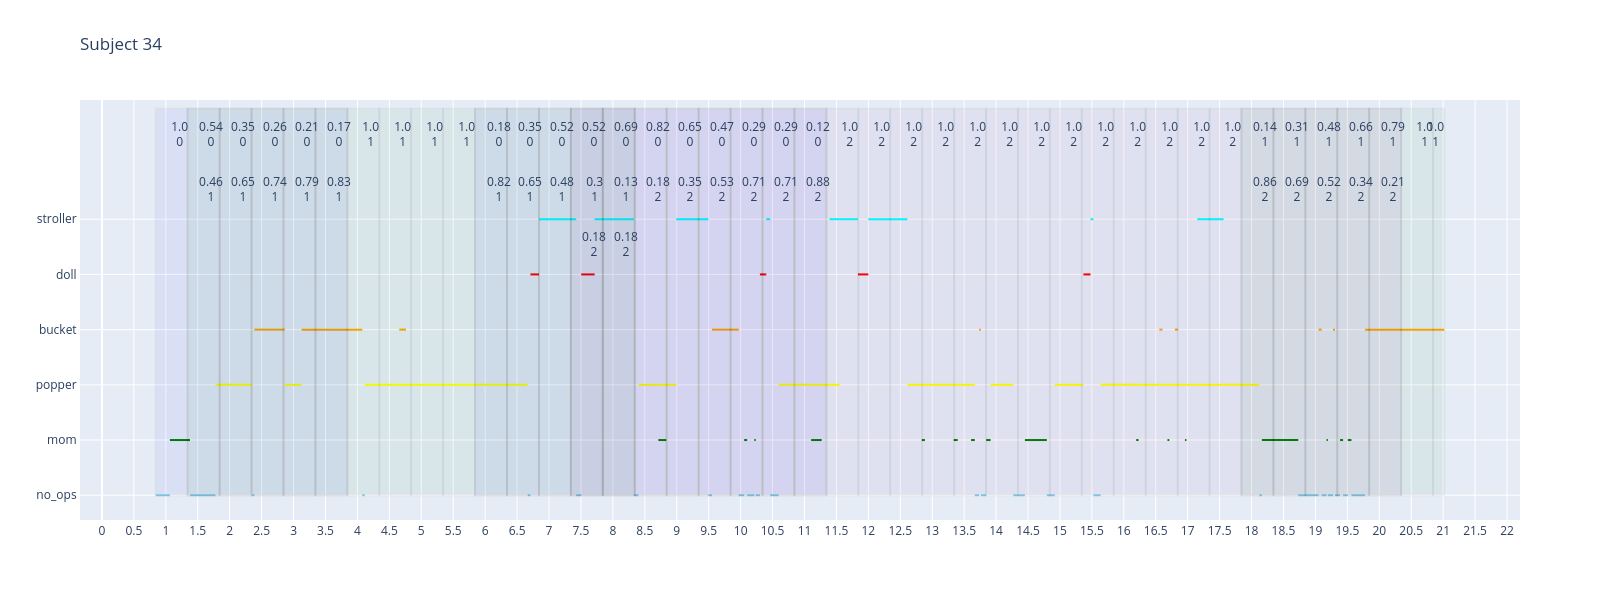 Subject 34
1.0 0.54 0.35 0.26 0.21 0.17 1.0 1.0 1.0 1.0 0.18 0.35 0.52 0.52 0.69 0.82 0.65 0.47 0.29 0.29 0.12 1.0 1.0 1.0 1.0 1.0 1.0 1.0 1.0 1.0 1.0 1.0 1.0 1.0 0.14 0.31 0.48 0.66 0.79 1.0 1.0
0 0 0 0 0 0 1 1 1 1 0 0 0 0 0 0 0 0 0 0 0 2 2 2 2 2 2 2 2 2 2 2 2 2 1 1 1 1 1 1 1
0.46 0.65 0.74 0.79 0.83 0.82 0.65 0.48 0.3 0.13 0.18 0.35 0.53 0.71 0.71 0.88 0.86 0.69 0.52 0.34 0.21
1 1 1 1 1 1 1 1 1 1 2 2 2 2 2 2 2 2 2 2 2
stroller
0.18 0.18
2 2
doll
bucket
popper
mom
no_ops
0 0.5 1 1.5 2 2.5 3 3.5 4 4.5 5 5.5 6 6.5 7 7.5 8 8.5 9 9.5 10 10.5 11 11.5 12 12.5 13 13.5 14 14.5 15 15.5 16 16.5 17 17.5 18 18.5 19 19.5 20 20.5 21 21.5 22